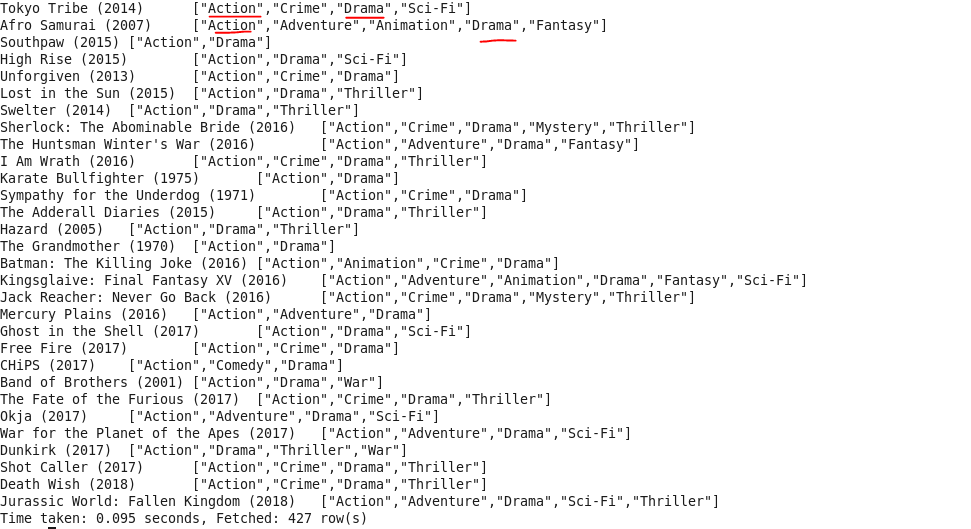 Tokyo Tribe (2014)	["Action","Crime","Drama","Sci-Fi"]
Afro Samurai (2007)	["Action","Adventure","Animation","Drama","Fantasy"]
Southpaw (2015)	["Action","Drama"]
High Rise (2015)	["Action","Drama","Sci-Fi"]
Unforgiven (2013)	["Action","Crime","Drama"]
Lost in the Sun (2015)	["Action","Drama","Thriller"]
Swelter (2014)	["Action","Drama","Thriller"]
Sherlock: The Abominable Bride (2016)	["Action","Crime","Drama","Mystery","Thriller"]
The Huntsman Winter's War (2016)	["Action","Adventure","Drama","Fantasy"]
I Am Wrath (2016)	["Action","Crime","Drama","Thriller"]
Karate Bullfighter (1975)	["Action","Drama"]
Sympathy for the Underdog (1971)	["Action","Crime","Drama"]
The Adderall Diaries (2015)	["Action","Drama","Thriller"]
Hazard (2005)	["Action","Drama","Thriller"]
The Grandmother (1970)	["Action","Drama"]
Batman: The Killing Joke (2016)	["Action","Animation","Crime","Drama"]
Kingsglaive: Final Fantasy XV (2016)	["Action","Adventure","Animation","Drama","Fantasy","Sci-Fi"]
Jack Reacher: Never Go Back (2016)	["Action","Crime","Drama","Mystery","Thriller"]
Mercury Plains (2016)	["Action","Adventure","Drama"]
Ghost in the Shell (2017)	["Action","Drama","Sci-Fi"]
Free Fire (2017)	["Action","Crime","Drama"]
CHiPS (2017)	["Action","Comedy","Drama"]
Band of Brothers (2001)	["Action","Drama","War"]
The Fate of the Furious (2017)	["Action","Crime","Drama","Thriller"]
Okja (2017)	["Action","Adventure","Drama","Sci-Fi"]
War for the Planet of the Apes (2017)	["Action","Adventure","Drama","Sci-Fi"]
Dunkirk (2017)	["Action","Drama","Thriller","War"]
Shot Caller (2017)	["Action","Crime","Drama","Thriller"]
Death Wish (2018)	["Action","Crime","Drama","Thriller"]
Jurassic World: Fallen Kingdom (2018)	["Action","Adventure","Drama","Sci-Fi","Thriller"]
Time taken: 0.095 seconds, Fetched: 427 row(s)